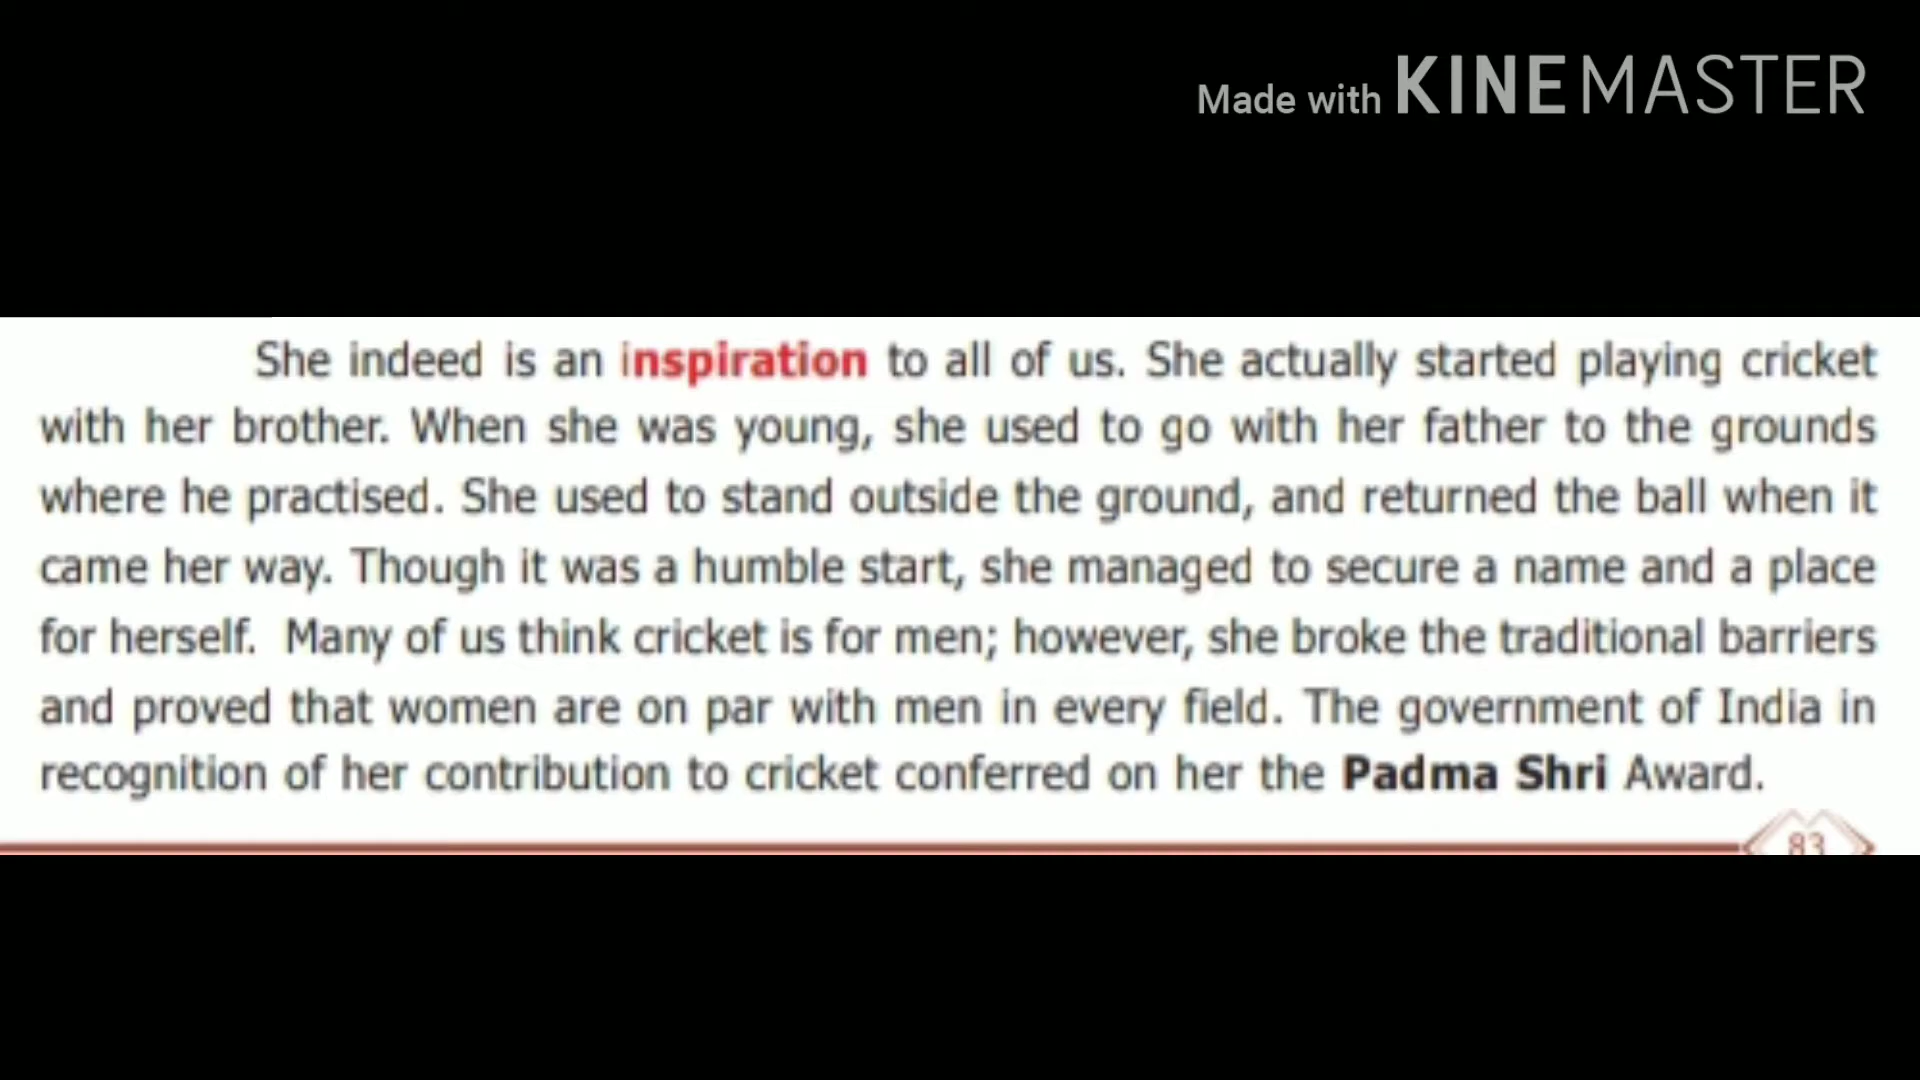 Made with KINEMASTER
She indeed is an inspiration to all of us. She actually started playing cricket
with her brother. When she was young, she used to go with her father to the grounds
where he practised. She used to stand outside the ground, and returned the ball when it
came her way. Though it was a humble start, she managed to secure a name and a place
for herself. Many of us think cricket is for men; however, she broke the traditional barriers
and proved that women are on par with men in every field. The government of India in
recognition of her contribution to cricket conferred on her the Padma Shri Award.
83